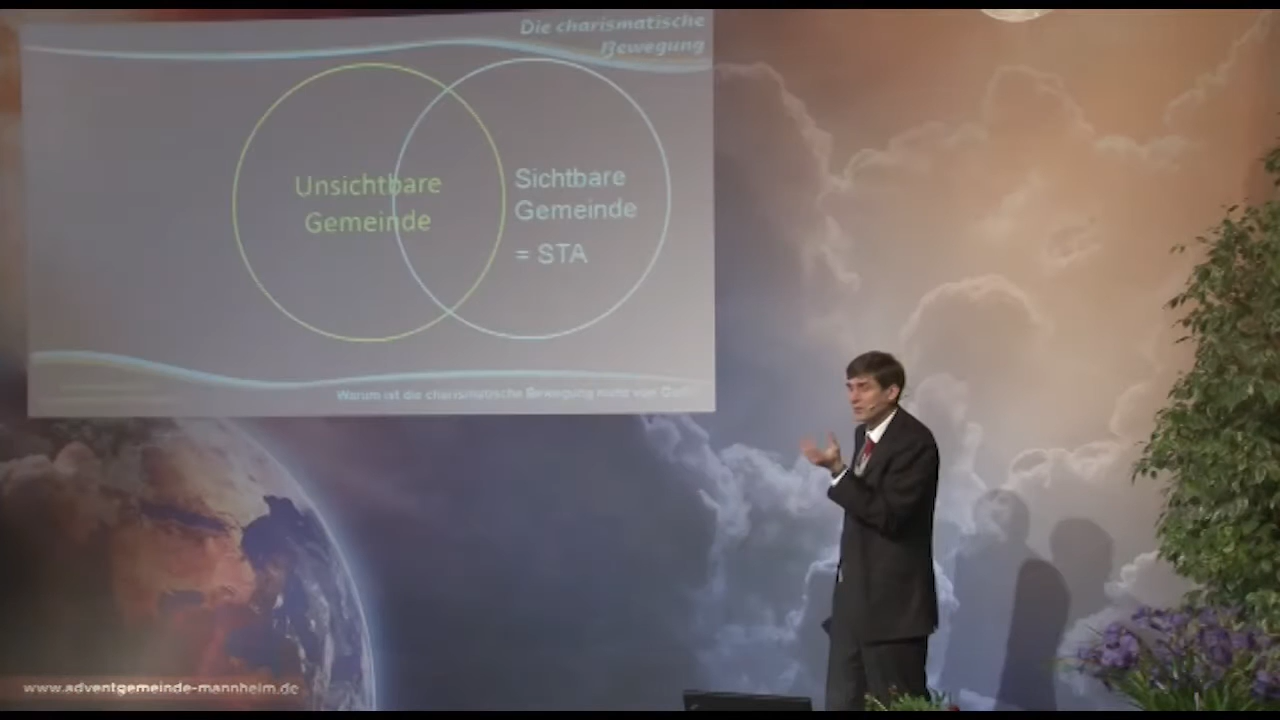 Die charismatische
Bewegung
Unsichtbare
Gemeinde
Sichtbare
Gemeinde
= STA
Warum ist die charismatische Bewegung nicht von Gott
www.adventgemeinde-mannheim.de